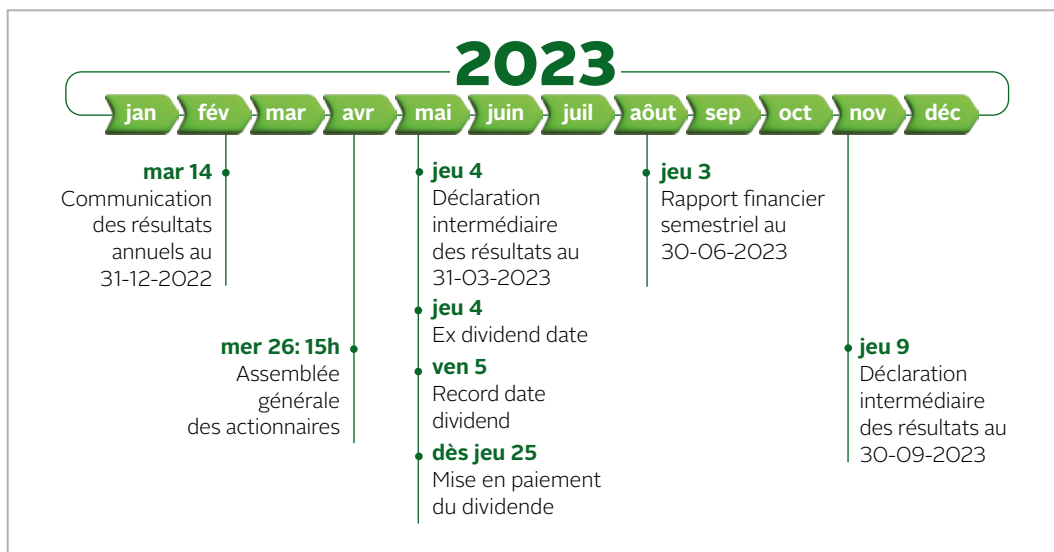 2023
jan fév mar avr mai juin juil aôut sep oct nov déc
mar 14
Communication
des résultats
annuels au
31-12-2022
mer 26: 15h
Assemblée
générale
des actionnaires
jeu 4
Déclaration
intermédiaire
des résultats au
31-03-2023
jeu 4
Ex dividend date
ven 5
Record date
dividend
dès jeu 25
Mise en paiement
du dividende
jeu 3
Rapport financier
semestriel au
30-06-2023
jeu 9
Déclaration
intermédiaire
des résultats au
30-09-2023